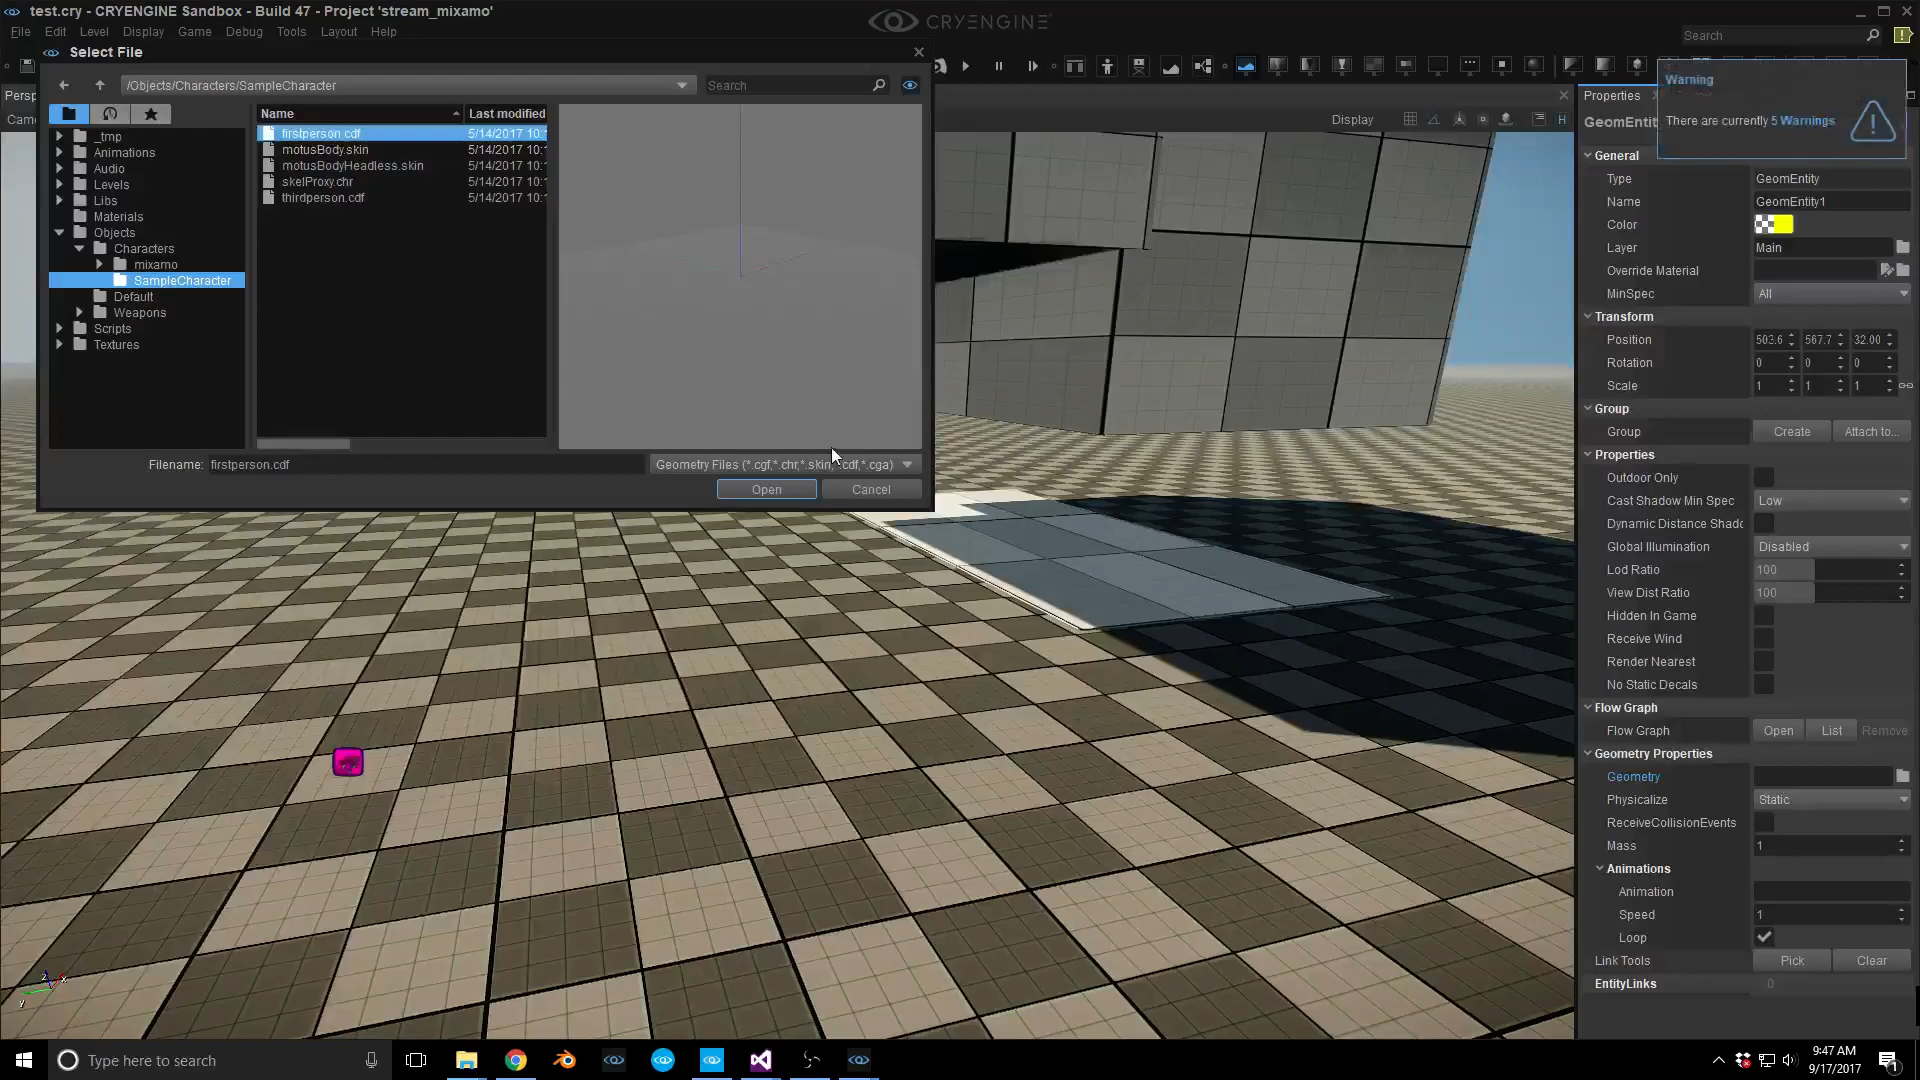 test.cry - CRYENGINE Sandbox - Build 47 - Project 'stream_mixamo'
CRYENGINE
File Edit Level Display Game Debug Tools Layout Help
Search
Select File
/Objects/Characters/SampleCharacter
Search
Name Last modified
_tmp
Animations
Audio
Levels
Libs
Materials
Objects
Characters
mixamo
SampleCharacter
Default
Weapons
Scripts
Textures
firstperson.cdf 5/14/2017 10:1
motusBody.skin 5/14/2017 10:1
motusBodyHeadless.skin 5/14/2017 10:1
skelProxy.chr 5/14/2017 10:1
thirdperson.cdf 5/14/2017 10:1
Filename: firstperson.cdf
Geometry Files (*.cgf,*.chr,*.skin,*.cdf,*.cga)
Open Cancel
Persp
Came
Display
H
Properties
Warning
There are currently 5 Warnings
GeomEntit
General
Type GeomEntity
Name GeomEntity1
Color
Layer Main
Override Material
MinSpec All
Transform
Position 503.6 567.7 32.00
Rotation 0 0 0
Scale 1 1 1
Group
Group Create Attach to...
Properties
Outdoor Only
Cast Shadow Min Spec Low
Dynamic Distance Shadc
Global Illumination Disabled
Lod Ratio 100
View Dist Ratio 100
Hidden In Game
Receive Wind
Render Nearest
No Static Decals
Flow Graph
Flow Graph Open List Remove
Geometry Properties
Geometry
Physicalize Static
ReceiveCollisionEvents
Mass 1
Animations
Animation
Speed 1
Loop
Link Tools Pick Clear
EntityLinks 0
z x
y
Type here to search
9:47 AM
9/17/2017
1